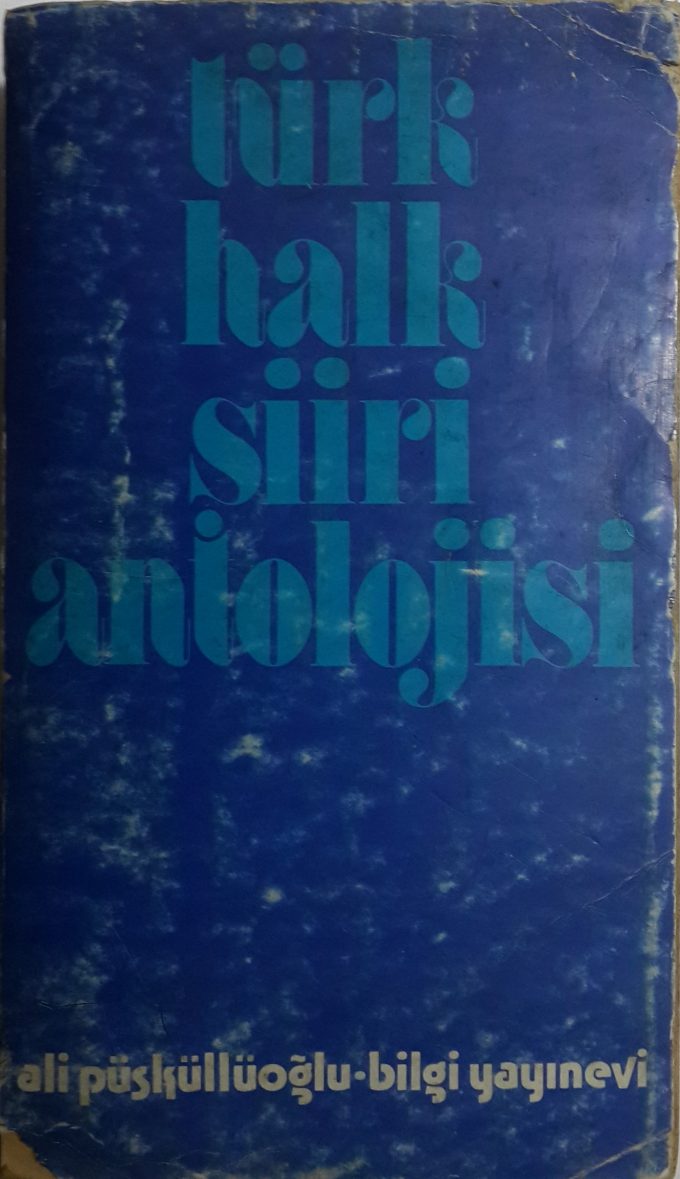 türk
halk
şiiri
antolojisi
ali püsküllüoğlu·bilgi yayınevi